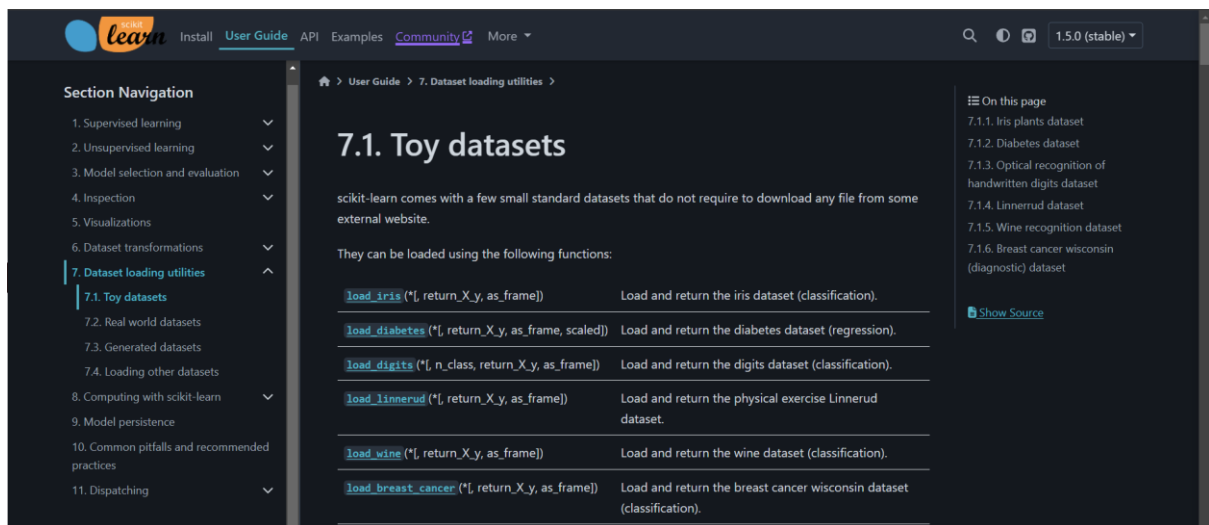 scikit
learn
Install User Guide API Examples Community More
1.5.0 (stable)
Section Navigation
1. Supervised learning
2. Unsupervised learning
3. Model selection and evaluation
4. Inspection
5. Visualizations
6. Dataset transformations
7. Dataset loading utilities
7.1. Toy datasets
7.2. Real world datasets
7.3. Generated datasets
7.4. Loading other datasets
8. Computing with scikit-learn
9. Model persistence
10. Common pitfalls and recommended
practices
11. Dispatching
> User Guide > 7. Dataset loading utilities >
7.1. Toy datasets
scikit-learn comes with a few small standard datasets that do not require to download any file from some
external website.
They can be loaded using the following functions:
load_iris(*[, return_X_y, as_frame]) Load and return the iris dataset (classification).
load_diabetes(*[, return_X_y, as_frame, scaled]) Load and return the diabetes dataset (regression).
load_digits(*[, n_class, return_X_y, as_frame]) Load and return the digits dataset (classification).
load_linnerud(*[, return_X_y, as_frame]) Load and return the physical exercise Linnerud
dataset.
load_wine(*[, return_X_y, as_frame]) Load and return the wine dataset (classification).
load_breast_cancer(*[, return_X_y, as_frame]) Load and return the breast cancer wisconsin dataset
(classification).
On this page
7.1.1. Iris plants dataset
7.1.2. Diabetes dataset
7.1.3. Optical recognition of
handwritten digits dataset
7.1.4. Linnerrud dataset
7.1.5. Wine recognition dataset
7.1.6. Breast cancer wisconsin
(diagnostic) dataset
Show Source